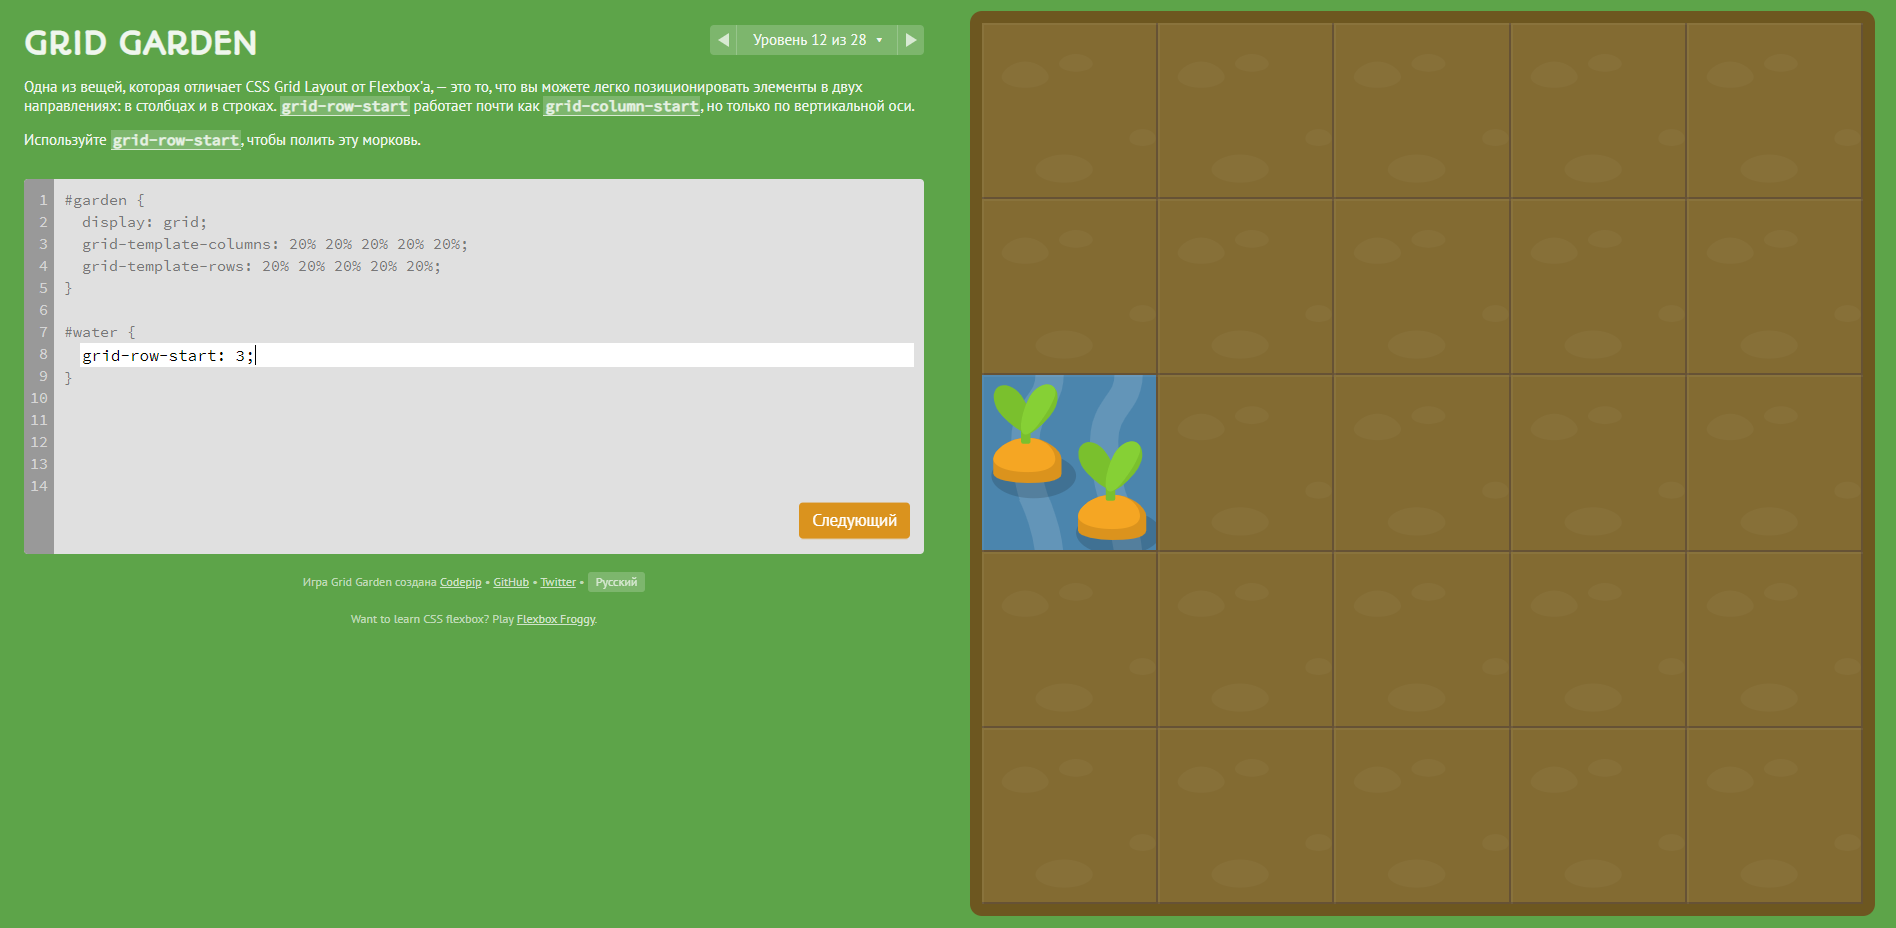 GRID GARDEN
Уровень 12 из 28
Одна из вещей, которая отличает CSS Grid Layout от Flexbox'а, — это то, что вы можете легко позиционировать элементы в двух
направлениях: в столбцах и в строках. grid-row-start работает почти как grid-column-start, но только по вертикальной оси.
Используйте grid-row-start, чтобы полить эту морковь.
1 #garden {
2 display: grid;
3 grid-template-columns: 20% 20% 20% 20% 20%;
4 grid-template-rows: 20% 20% 20% 20% 20%;
5 }
6
7 #water {
8 grid-row-start: 3;
9 }
10
11
12
13
14
Следующий
Игра Grid Garden создана Codepip • GitHub • Twitter • Русский
Want to learn CSS flexbox? Play Flexbox Froggy.